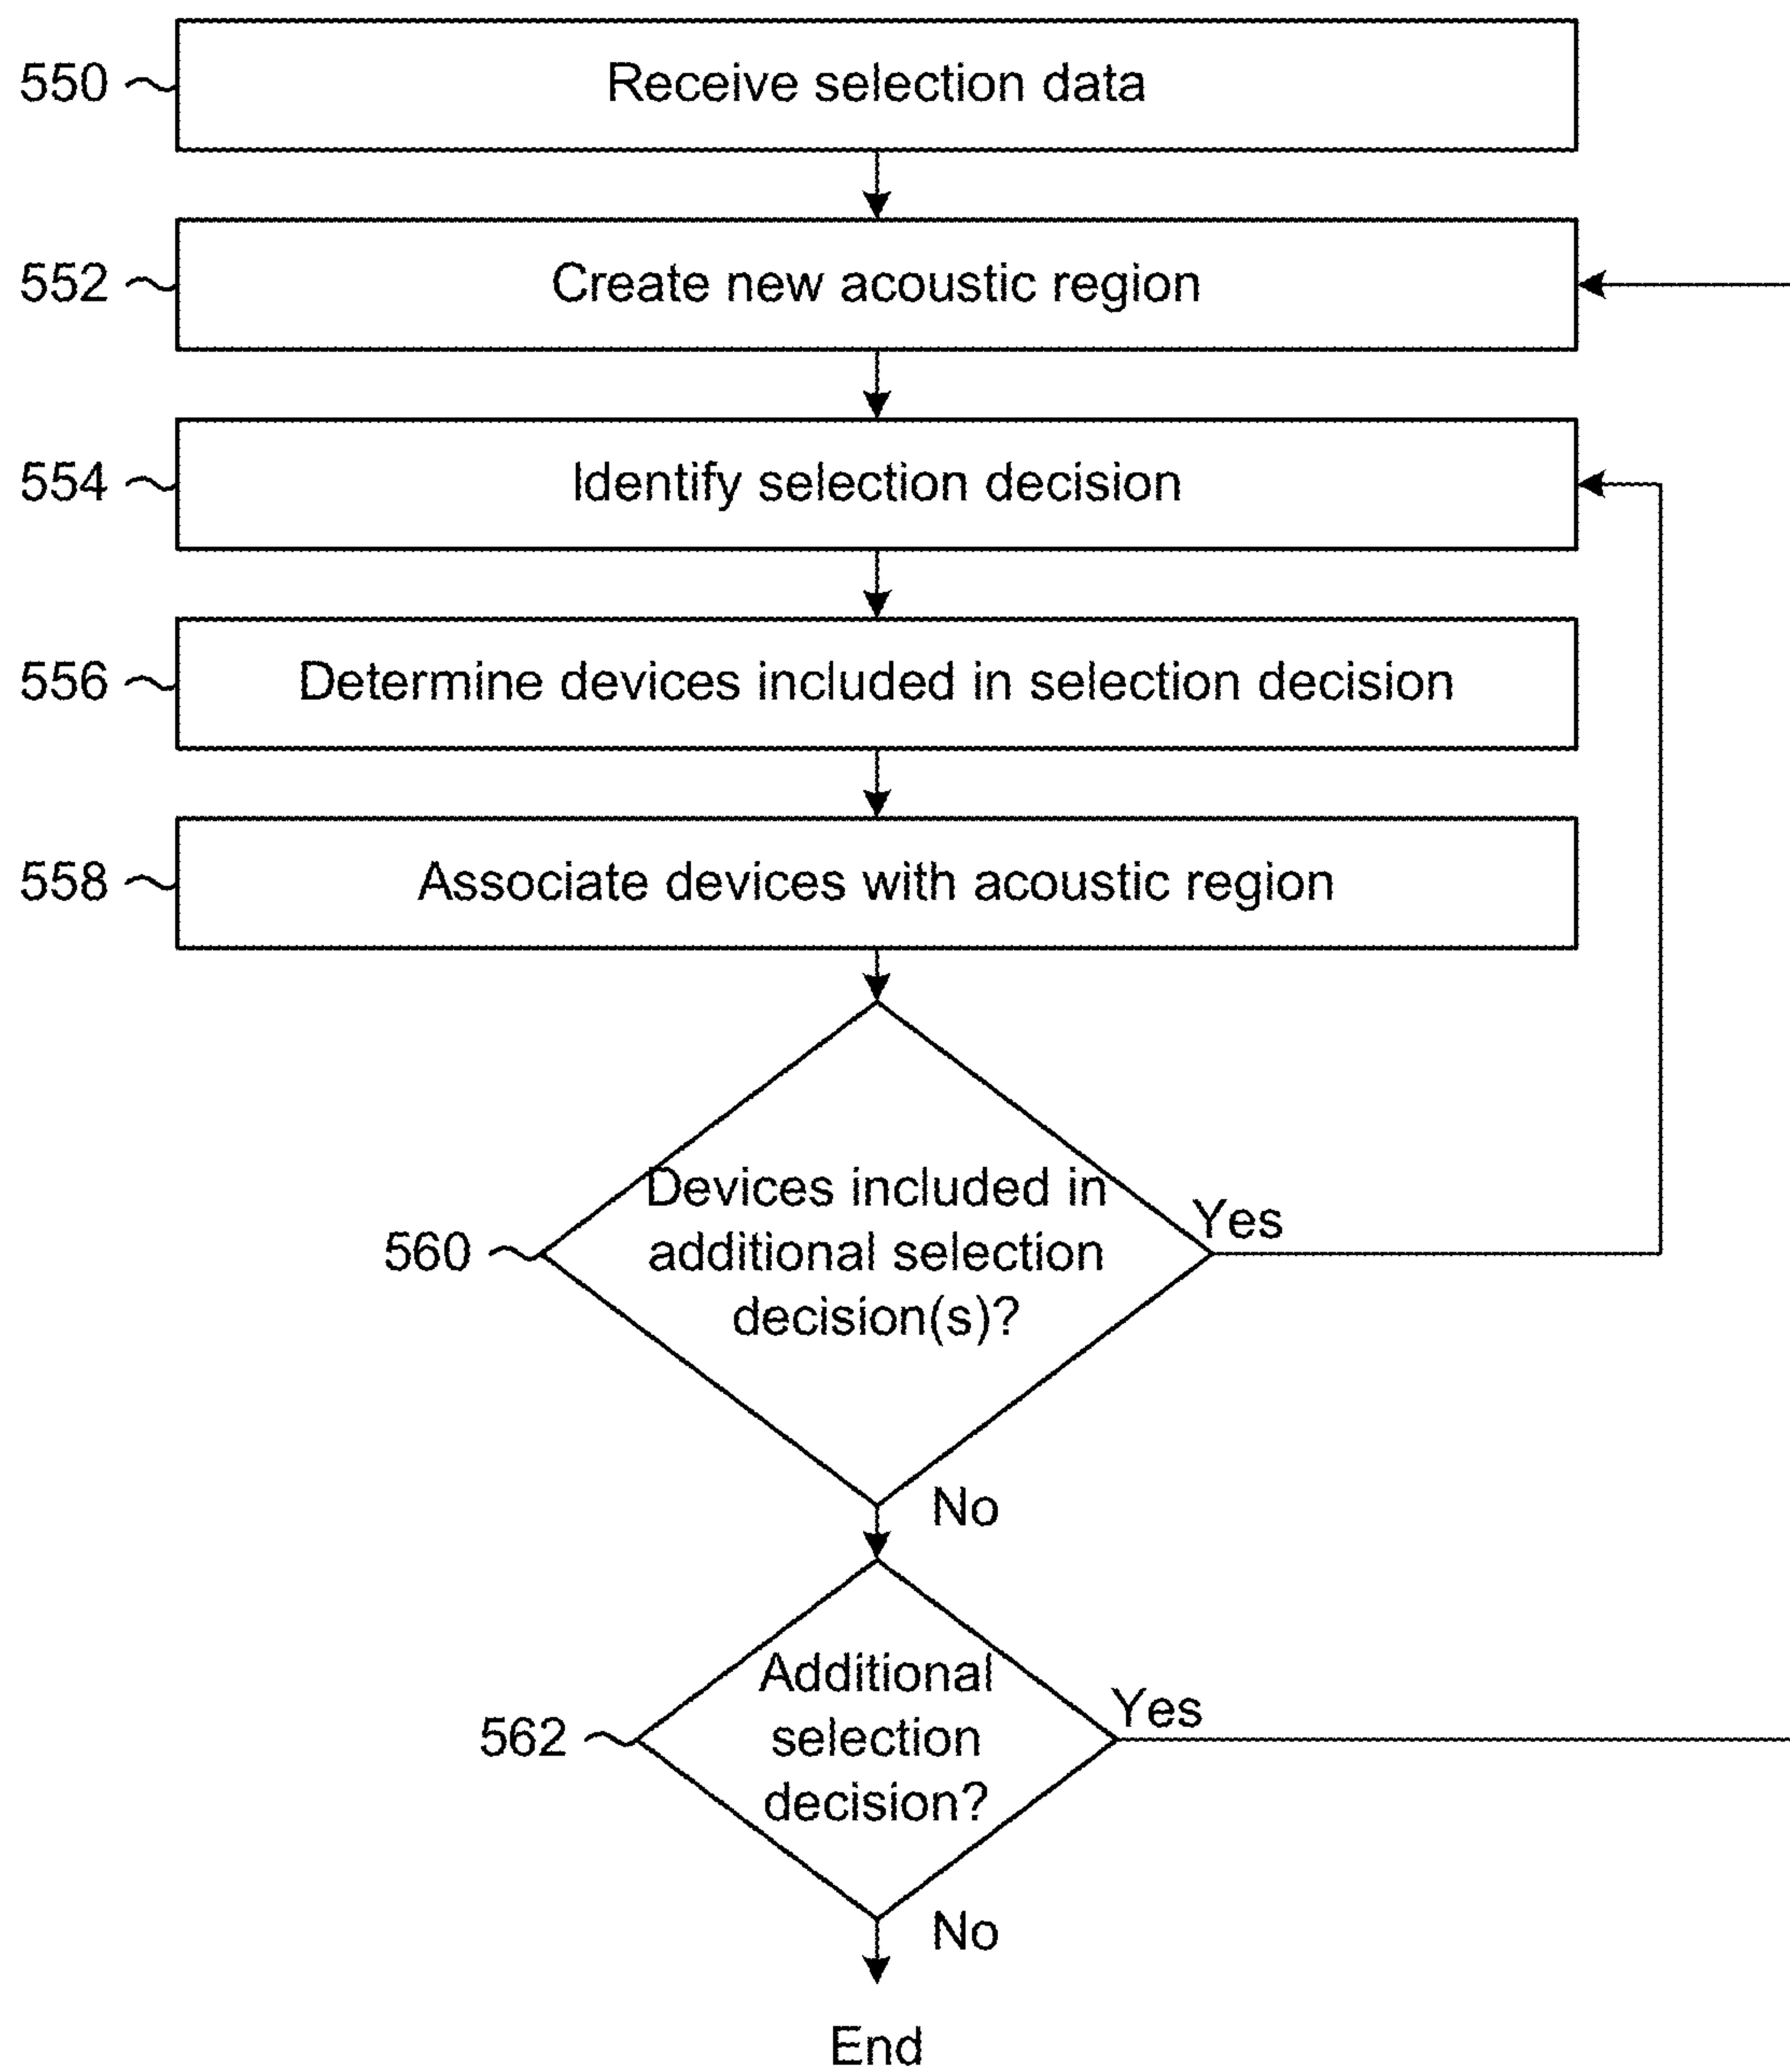 550
Receive selection data
552
Create new acoustic region
554
Identify selection decision
556
Determine devices included in selection decision
558
Associate devices with acoustic region
Devices included in
560
additional selection
decision(s)?
Yes
No
Additional
562
selection
decision?
Yes
No
End